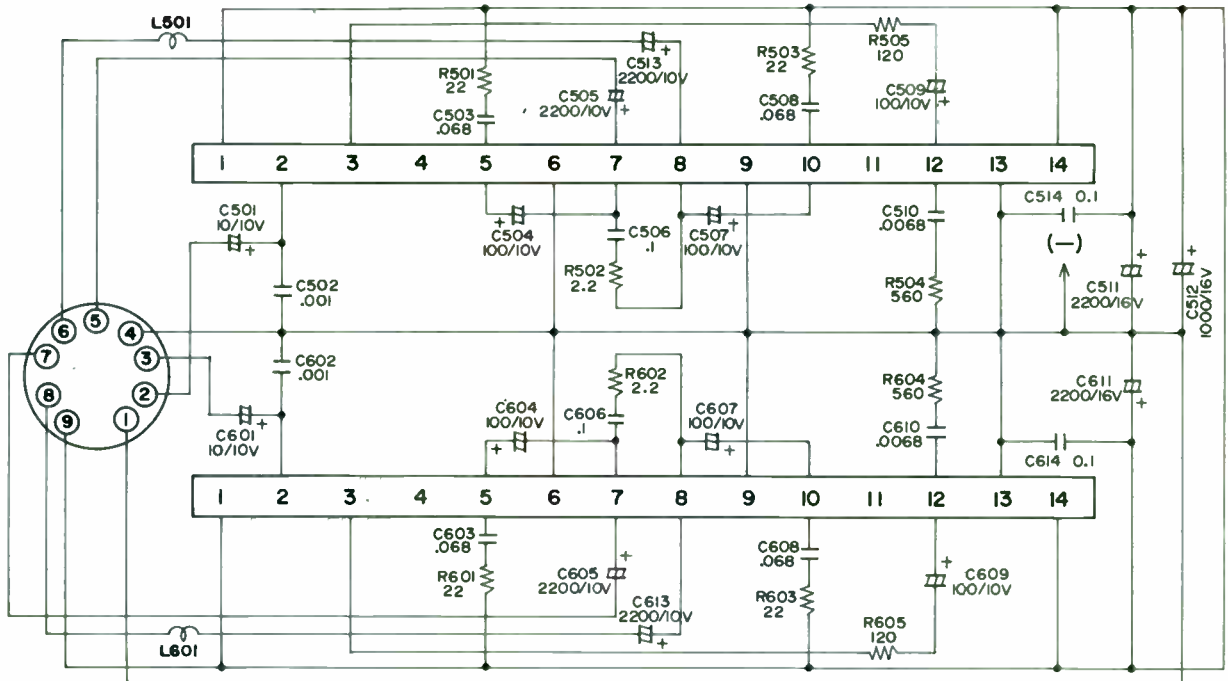 L501
C513
2200/10V
R501
22
C503
.068
C505
2200/10V
+
+
R503
22
C508
.068
R505
120
C509
100/10V
+
1 2 3 4 5 6 7 8 9 10 11 12 13 14
C501
10/10V
+
C502
.001
+
C504
100/10V
C506
.1
R502
2.2
C507
100/10V
+
C510
.0068
R504
560
C514 0.1
(—)
+
C511
2200/16V
+
C512
1000/16V
6 5 4
7 3
8 2
9 1
C602
.001
C601
10/10V
+
C604
100/10V
+
R602
2.2
C606
.1
C607
100/10V
+
R604
560
C610
.0068
C611
2200/16V
+
C614 0.1
1 2 3 4 5 6 7 8 9 10 11 12 13 14
C603
.068
R601
22
C605
2200/10V
+
C613
2200/10V
+
C608
.068
R603
22
C609
100/10V
+
R605
120
L601